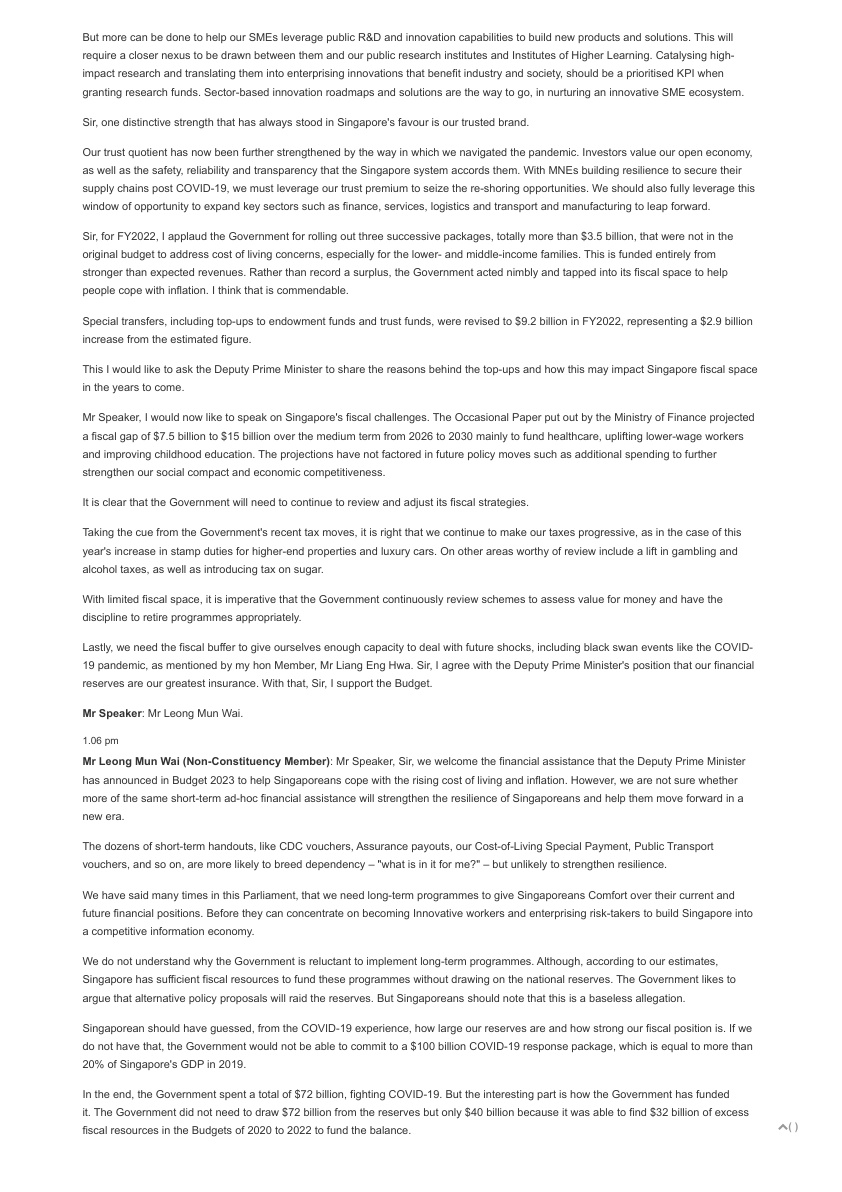 But more can be done to help our SMEs leverage public R&D and innovation capabilities to build new products and solutions. This will
require a closer nexus to be drawn between them and our public research institutes and Institutes of Higher Learning. Catalysing high-
impact research and translating them into enterprising innovations that benefit industry and society, should be a prioritised KPI when
granting research funds. Sector-based innovation roadmaps and solutions are the way to go, in nurturing an innovative SME ecosystem.
Sir, one distinctive strength that has always stood in Singapore's favour is our trusted brand.
Our trust quotient has now been further strengthened by the way in which we navigated the pandemic. Investors value our open economy,
as well as the safety, reliability and transparency that the Singapore system accords them. With MNEs building resilience to secure their
supply chains post COVID-19, we must leverage our trust premium to seize the re-shoring opportunities. We should also fully leverage this
window of opportunity to expand key sectors such as finance, services, logistics and transport and manufacturing to leap forward.
Sir, for FY2022, I applaud the Government for rolling out three successive packages, totally more than $3.5 billion, that were not in the
original budget to address cost of living concerns, especially for the lower- and middle-income families. This is funded entirely from
stronger than expected revenues. Rather than record a surplus, the Government acted nimbly and tapped into its fiscal space to help
people cope with inflation. I think that is commendable.
Special transfers, including top-ups to endowment funds and trust funds, were revised to $9.2 billion in FY2022, representing a $2.9 billion
increase from the estimated figure.
This I would like to ask the Deputy Prime Minister to share the reasons behind the top-ups and how this may impact Singapore fiscal space
in the years to come.
Mr Speaker, I would now like to speak on Singapore's fiscal challenges. The Occasional Paper put out by the Ministry of Finance projected
a fiscal gap of $7.5 billion to $15 billion over the medium term from 2026 to 2030 mainly to fund healthcare, uplifting lower-wage workers
and improving childhood education. The projections have not factored in future policy moves such as additional spending to further
strengthen our social compact and economic competitiveness.
It is clear that the Government will need to continue to review and adjust its fiscal strategies.
Taking the cue from the Government's recent tax moves, it is right that we continue to make our taxes progressive, as in the case of this
year's increase in stamp duties for higher-end properties and luxury cars. On other areas worthy of review include a lift in gambling and
alcohol taxes, as well as introducing tax on sugar.
With limited fiscal space, it is imperative that the Government continuously review schemes to assess value for money and have the
discipline to retire programmes appropriately.
Lastly, we need the fiscal buffer to give ourselves enough capacity to deal with future shocks, including black swan events like the COVID-
19 pandemic, as mentioned by my hon Member, Mr Liang Eng Hwa. Sir, I agree with the Deputy Prime Minister's position that our financial
reserves are our greatest insurance. With that, Sir, I support the Budget.
Mr Speaker: Mr Leong Mun Wai.
1.06 pm
Mr Leong Mun Wai (Non-Constituency Member): Mr Speaker, Sir, we welcome the financial assistance that the Deputy Prime Minister
has announced in Budget 2023 to help Singaporeans cope with the rising cost of living and inflation. However, we are not sure whether
more of the same short-term ad-hoc financial assistance will strengthen the resilience of Singaporeans and help them move forward in a
new era.
The dozens of short-term handouts, like CDC vouchers, Assurance payouts, our Cost-of-Living Special Payment, Public Transport
vouchers, and so on, are more likely to breed dependency – "what is in it for me?" – but unlikely to strengthen resilience.
We have said many times in this Parliament, that we need long-term programmes to give Singaporeans Comfort over their current and
future financial positions. Before they can concentrate on becoming Innovative workers and enterprising risk-takers to build Singapore into
a competitive information economy.
We do not understand why the Government is reluctant to implement long-term programmes. Although, according to our estimates,
Singapore has sufficient fiscal resources to fund these programmes without drawing on the national reserves. The Government likes to
argue that alternative policy proposals will raid the reserves. But Singaporeans should note that this is a baseless allegation.
Singaporean should have guessed, from the COVID-19 experience, how large our reserves are and how strong our fiscal position is. If we
do not have that, the Government would not be able to commit to a $100 billion COVID-19 response package, which is equal to more than
20% of Singapore's GDP in 2019.
In the end, the Government spent a total of $72 billion, fighting COVID-19. But the interesting part is how the Government has funded
it. The Government did not need to draw $72 billion from the reserves but only $40 billion because it was able to find $32 billion of excess
fiscal resources in the Budgets of 2020 to 2022 to fund the balance.
( )